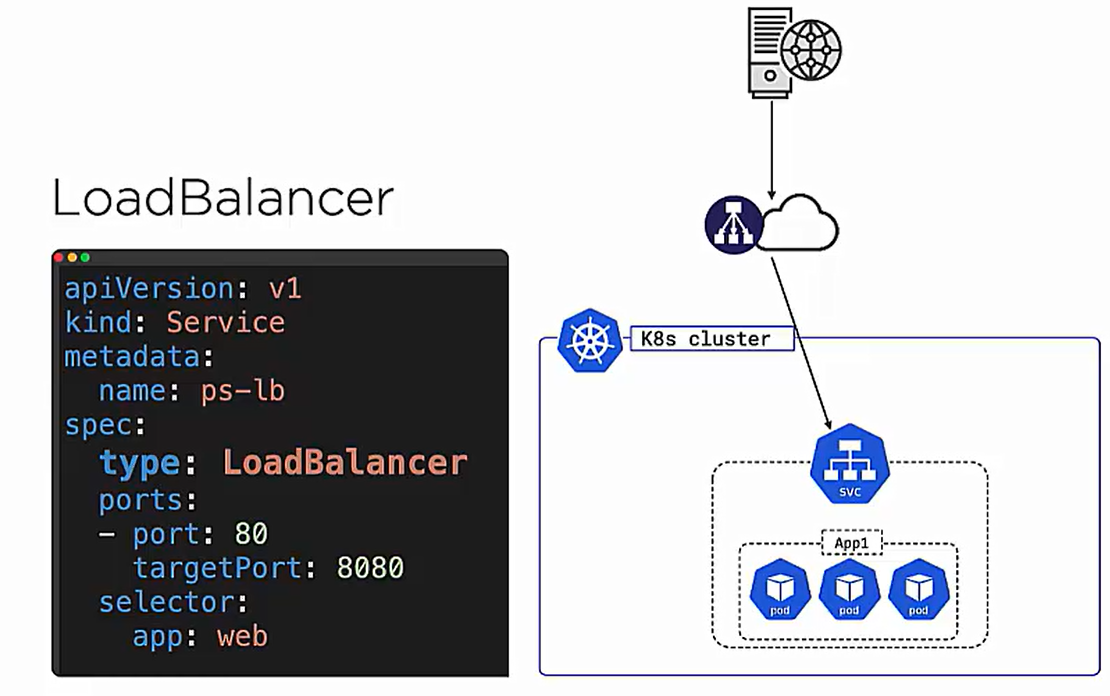 LoadBalancer
apiVersion: v1
kind: Service
metadata:
  name: ps-lb
spec:
  type: LoadBalancer
  ports:
  - port: 80
    targetPort: 8080
  selector:
    app: web
K8s cluster
svc
App1
pod pod pod